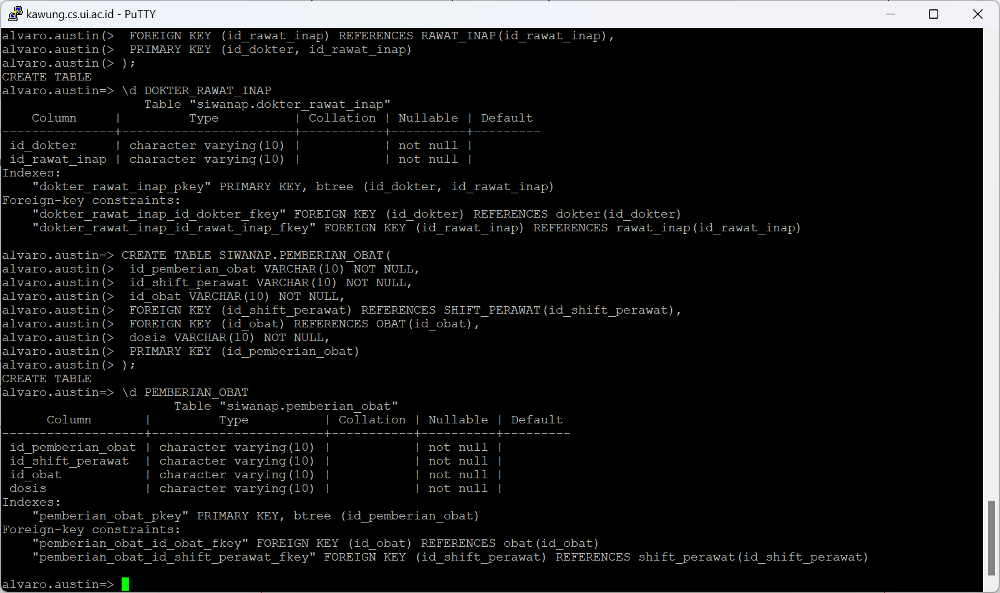 kawung.cs.ui.ac.id - PuTTY
alvaro.austin(>  FOREIGN KEY (id_rawat_inap) REFERENCES RAWAT_INAP(id_rawat_inap),
alvaro.austin(>  PRIMARY KEY (id_dokter, id_rawat_inap)
alvaro.austin(> );
CREATE TABLE
alvaro.austin=> \d DOKTER_RAWAT_INAP
                   Table "siwanap.dokter_rawat_inap"
    Column     |         Type          | Collation | Nullable | Default
---------------+-----------------------+-----------+----------+---------
 id_dokter     | character varying(10) |           | not null |
 id_rawat_inap | character varying(10) |           | not null |
Indexes:
    "dokter_rawat_inap_pkey" PRIMARY KEY, btree (id_dokter, id_rawat_inap)
Foreign-key constraints:
    "dokter_rawat_inap_id_dokter_fkey" FOREIGN KEY (id_dokter) REFERENCES dokter(id_dokter)
    "dokter_rawat_inap_id_rawat_inap_fkey" FOREIGN KEY (id_rawat_inap) REFERENCES rawat_inap(id_rawat_inap)

alvaro.austin=> CREATE TABLE SIWANAP.PEMBERIAN_OBAT(
alvaro.austin(>  id_pemberian_obat VARCHAR(10) NOT NULL,
alvaro.austin(>  id_shift_perawat VARCHAR(10) NOT NULL,
alvaro.austin(>  id_obat VARCHAR(10) NOT NULL,
alvaro.austin(>  FOREIGN KEY (id_shift_perawat) REFERENCES SHIFT_PERAWAT(id_shift_perawat),
alvaro.austin(>  FOREIGN KEY (id_obat) REFERENCES OBAT(id_obat),
alvaro.austin(>  dosis VARCHAR(10) NOT NULL,
alvaro.austin(>  PRIMARY KEY (id_pemberian_obat)
alvaro.austin(> );
CREATE TABLE
alvaro.austin=> \d PEMBERIAN_OBAT
                       Table "siwanap.pemberian_obat"
      Column       |         Type          | Collation | Nullable | Default
-------------------+-----------------------+-----------+----------+---------
 id_pemberian_obat | character varying(10) |           | not null |
 id_shift_perawat  | character varying(10) |           | not null |
 id_obat           | character varying(10) |           | not null |
 dosis             | character varying(10) |           | not null |
Indexes:
    "pemberian_obat_pkey" PRIMARY KEY, btree (id_pemberian_obat)
Foreign-key constraints:
    "pemberian_obat_id_obat_fkey" FOREIGN KEY (id_obat) REFERENCES obat(id_obat)
    "pemberian_obat_id_shift_perawat_fkey" FOREIGN KEY (id_shift_perawat) REFERENCES shift_perawat(id_shift_perawat)

alvaro.austin=>